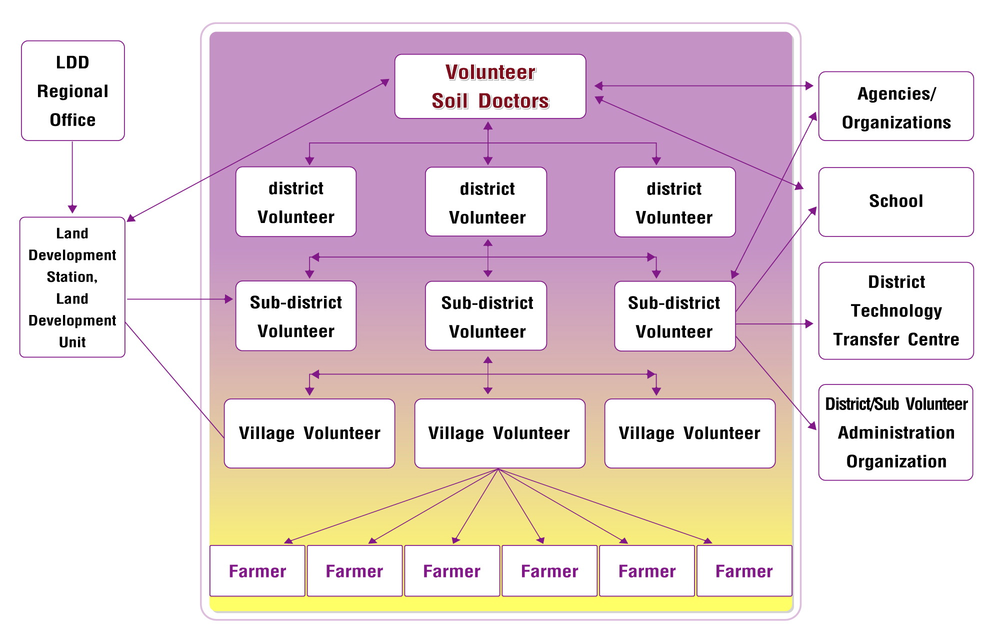 LDD
Regional
Office
Volunteer
Soil Doctors
Agencies/
Organizations
district
Volunteer
district
Volunteer
district
Volunteer
School
Land
Development
Station,
Land
Development
Unit
Sub-district
Volunteer
Sub-district
Volunteer
Sub-district
Volunteer
District
Technology
Transfer Centre
Village Volunteer
Village Volunteer
Village Volunteer
District/Sub Volunteer
Administration
Organization
Farmer
Farmer
Farmer
Farmer
Farmer
Farmer